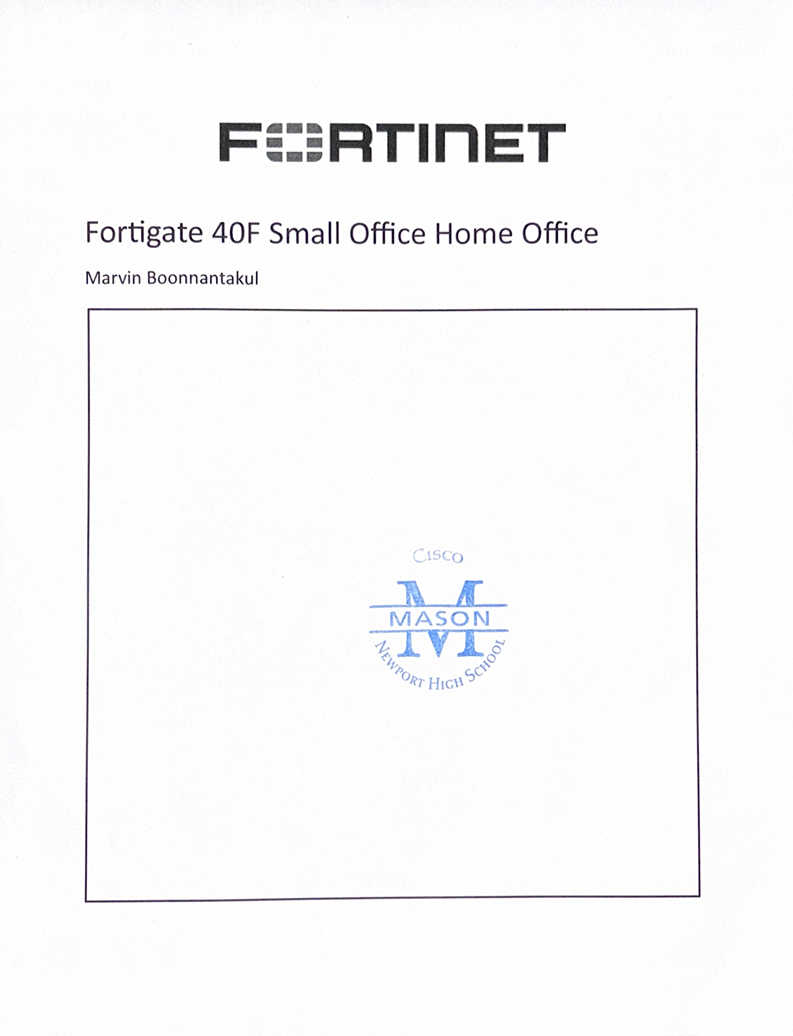 FORTINET
Fortigate 40F Small Office Home Office
Marvin Boonnantakul
CISCO
M
MASON
NEWPORT HIGH SCHOOL